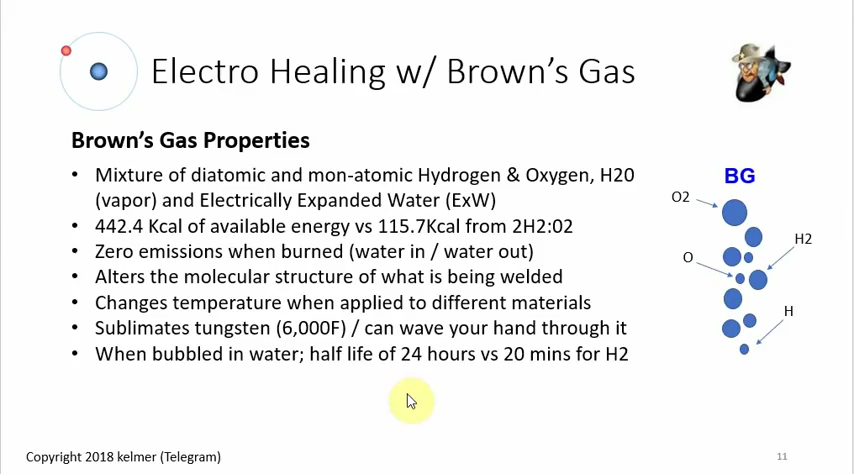 Electro Healing w/ Brown's Gas
Brown's Gas Properties
• Mixture of diatomic and mon-atomic Hydrogen & Oxygen, H20
(vapor) and Electrically Expanded Water (ExW)
• 442.4 Kcal of available energy vs 115.7Kcal from 2H2:02
• Zero emissions when burned (water in / water out)
• Alters the molecular structure of what is being welded
• Changes temperature when applied to different materials
• Sublimates tungsten (6,000F) / can wave your hand through it
• When bubbled in water; half life of 24 hours vs 20 mins for H2
BG
O2
H2
O
H
Copyright 2018 kelmer (Telegram)
11